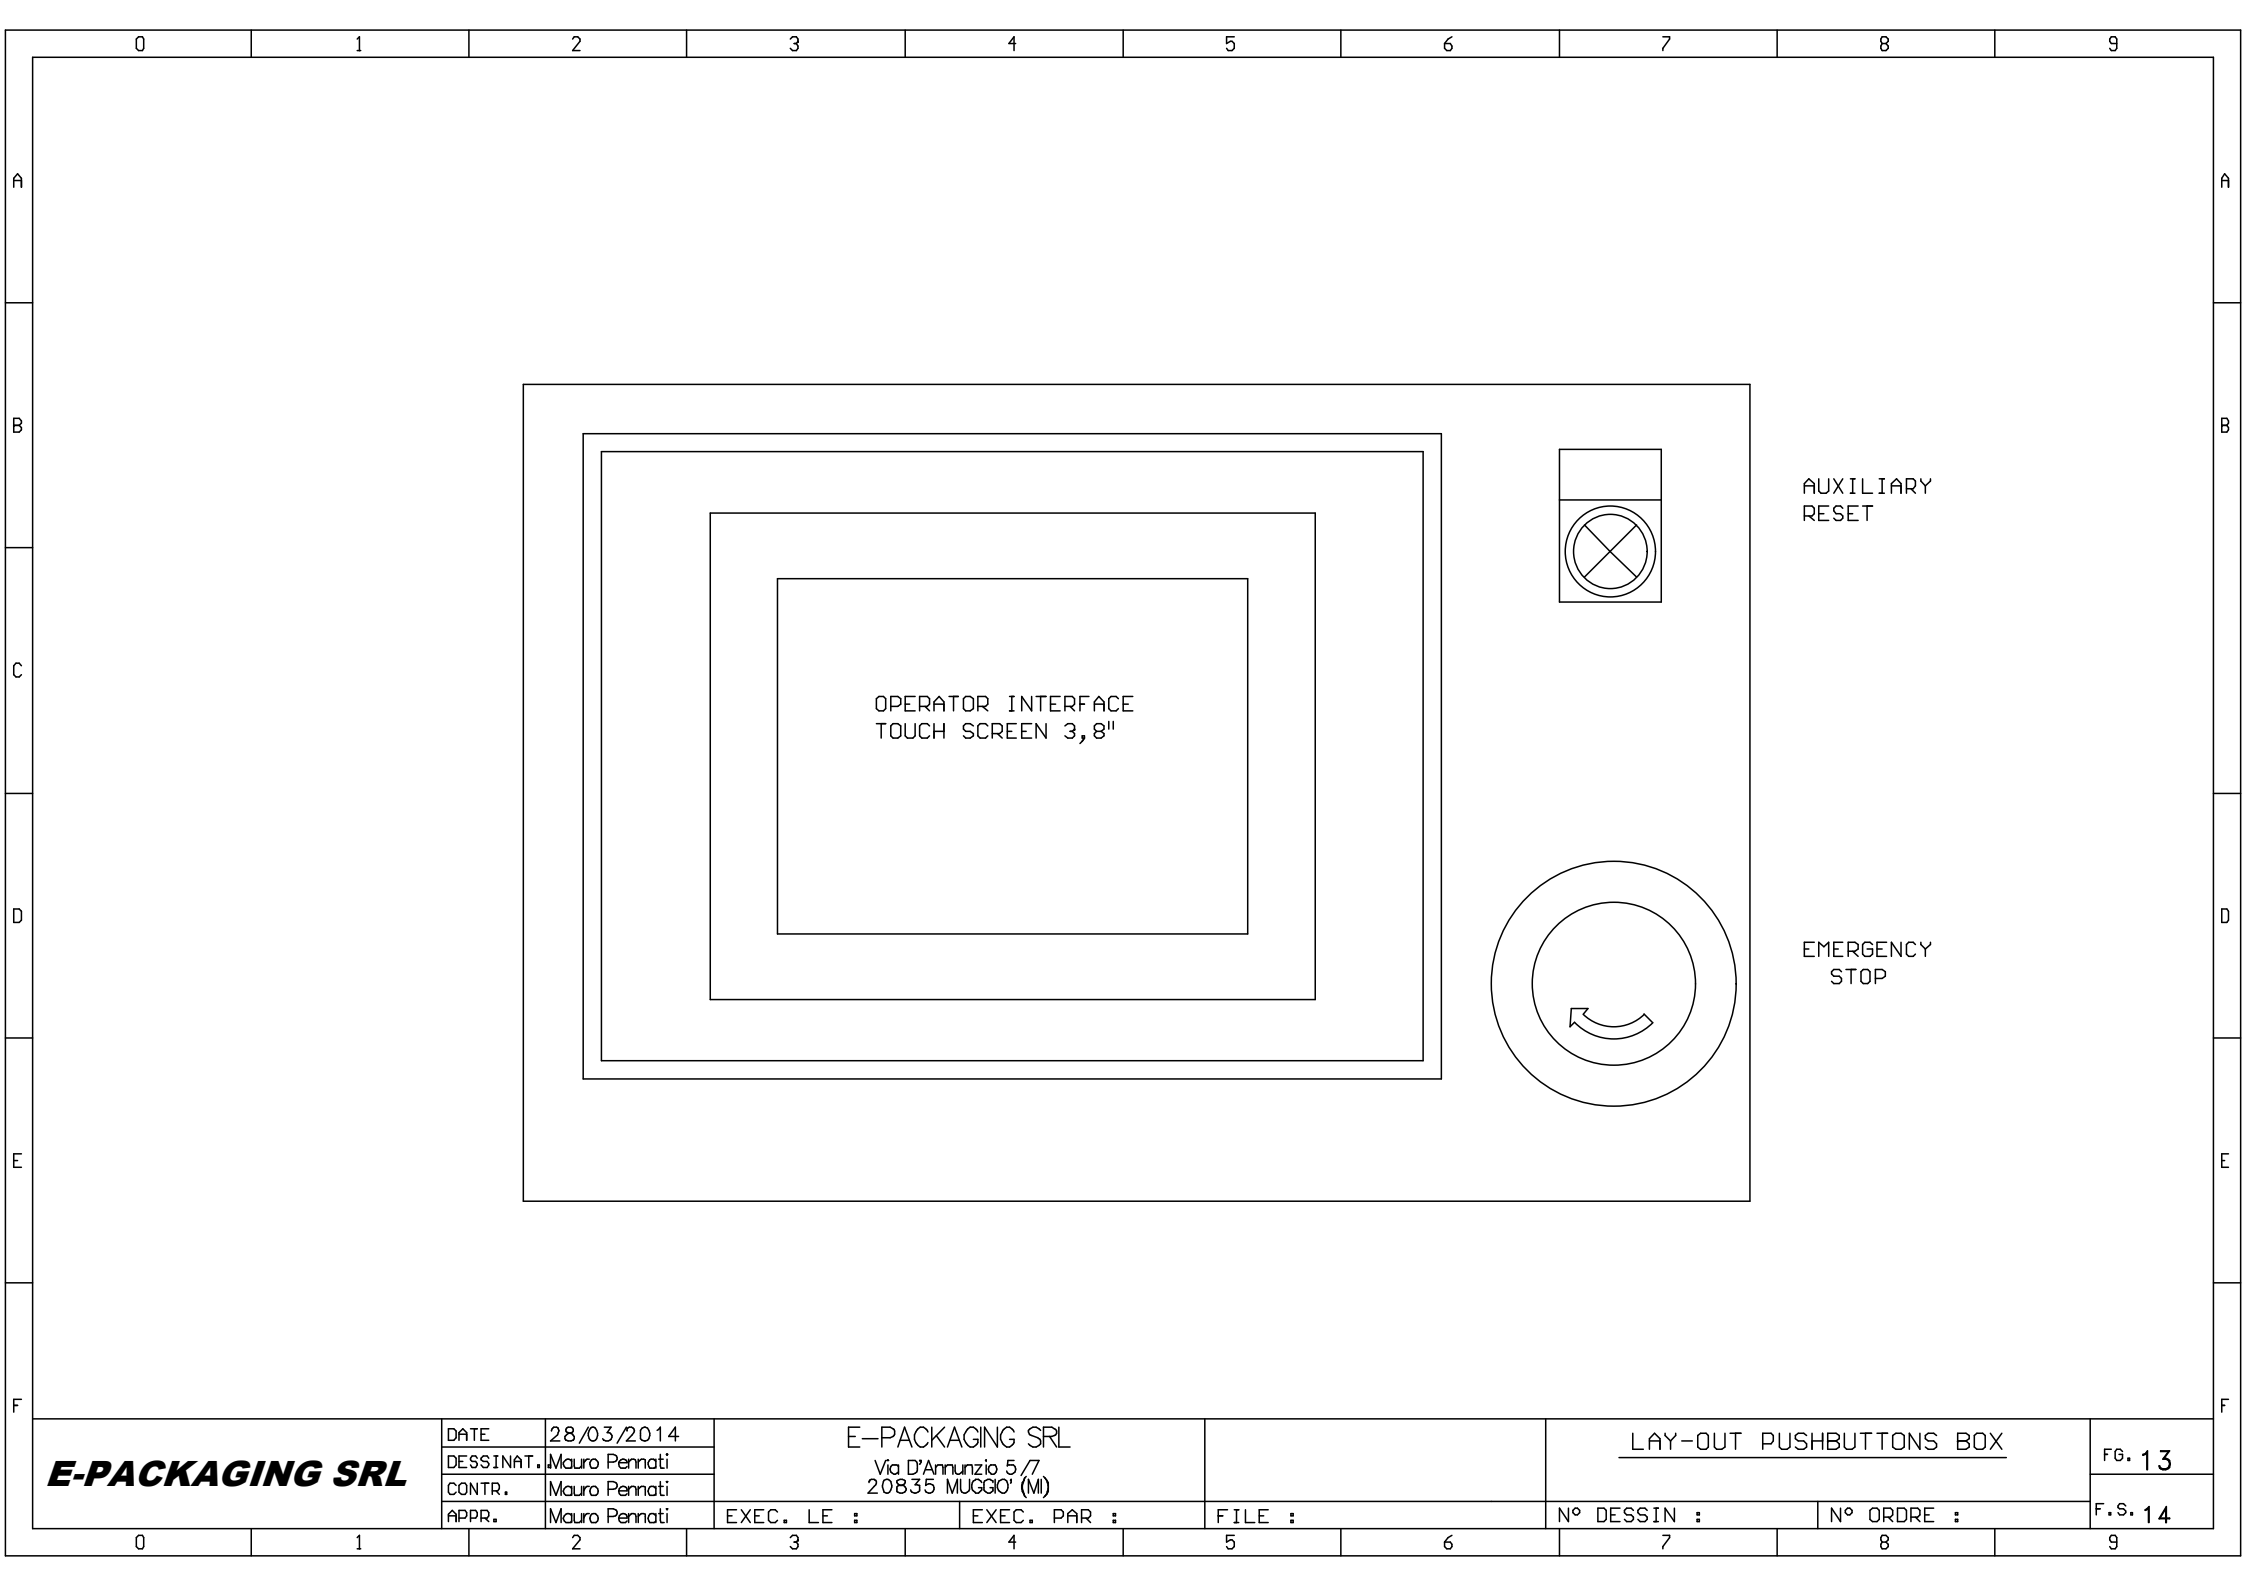 0 1 2 3 4 5 6 7 8 9
A A
B B
AUXILIARY
RESET
C
OPERATOR INTERFACE
TOUCH SCREEN 3,8"
D D
EMERGENCY
STOP
E E
F F
E-PACKAGING SRL
DATE 28/03/2014
DESSINAT. Mauro Pennati
CONTR. Mauro Pennati
APPR. Mauro Pennati
E-PACKAGING SRL
Via D'Annunzio 5/7
20835 MUGGIO' (MI)
EXEC. LE : EXEC. PAR : FILE :
LAY-OUT PUSHBUTTONS BOX
N° DESSIN : N° ORDRE :
FG. 13
F.S. 14
0 1 2 3 4 5 6 7 8 9